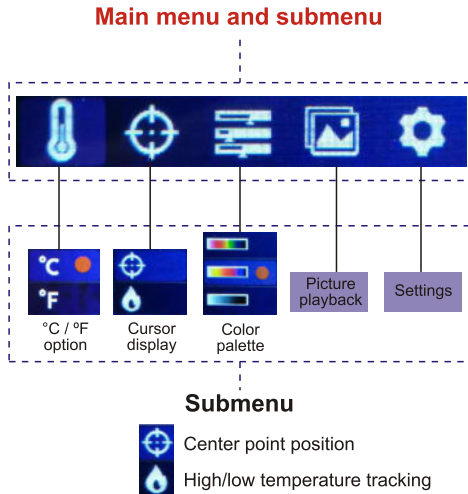 Main menu and submenu
°C
°F
°C / ºF
option
Cursor
display
Color
palette
Picture
playback
Settings
Submenu
Center point position
High/low temperature tracking